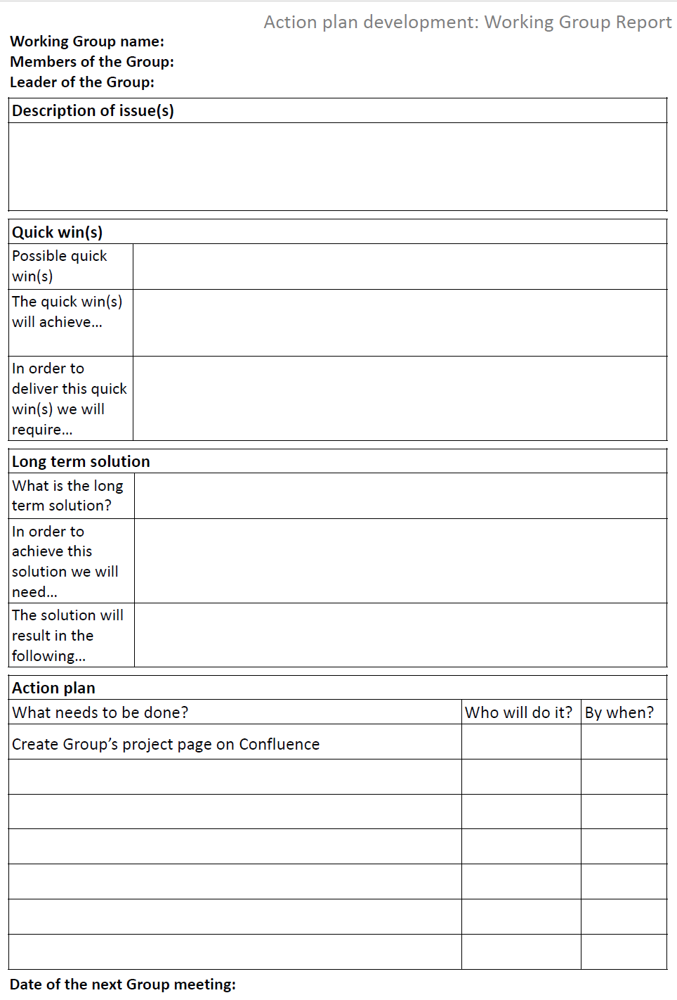 Action plan development: Working Group Report
Working Group name:
Members of the Group:
Leader of the Group:
Description of issue(s)
Quick win(s)
Possible quick
win(s)
The quick win(s)
will achieve...
In order to
deliver this quick
win(s) we will
require...
Long term solution
What is the long
term solution?
In order to
achieve this
solution we will
need...
The solution will
result in the
following...
Action plan
What needs to be done? Who will do it? By when?
Create Group’s project page on Confluence
Date of the next Group meeting: